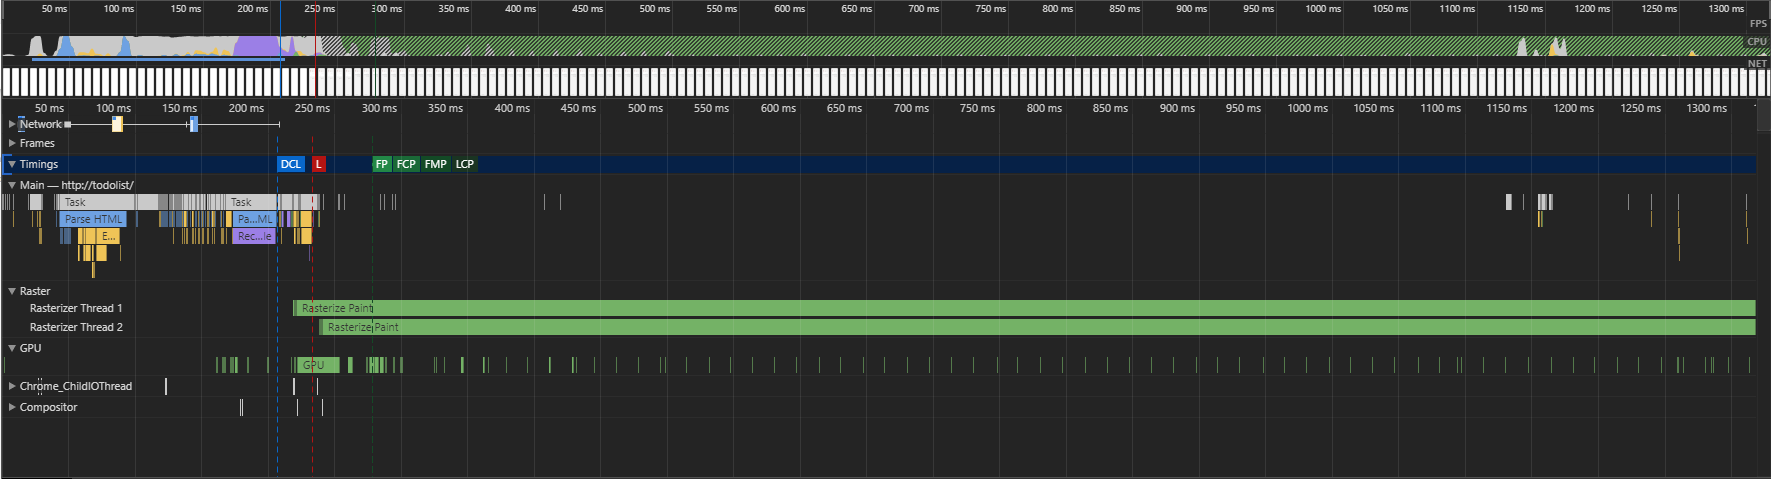 50 ms 100 ms 150 ms 200 ms 250 ms 300 ms 350 ms 400 ms 450 ms 500 ms 550 ms 600 ms 650 ms 700 ms 750 ms 800 ms 850 ms 900 ms 950 ms 1000 ms 1050 ms 1100 ms 1150 ms 1200 ms 1250 ms 1300 ms
FPS
CPU
NET
50 ms 100 ms 150 ms 200 ms 250 ms 300 ms 350 ms 400 ms 450 ms 500 ms 550 ms 600 ms 650 ms 700 ms 750 ms 800 ms 850 ms 900 ms 950 ms 1000 ms 1050 ms 1100 ms 1150 ms 1200 ms 1250 ms 1300 ms
Network
Frames
Timings DCL L FP FCP FMP LCP
Main — http://todolist/
Task Task
Parse HTML Pa...ML
E... Rec...le
Raster
Rasterizer Thread 1 Rasterize Paint
Rasterizer Thread 2 Rasterize Paint
GPU
GPU
Chrome_ChildIOThread
Compositor